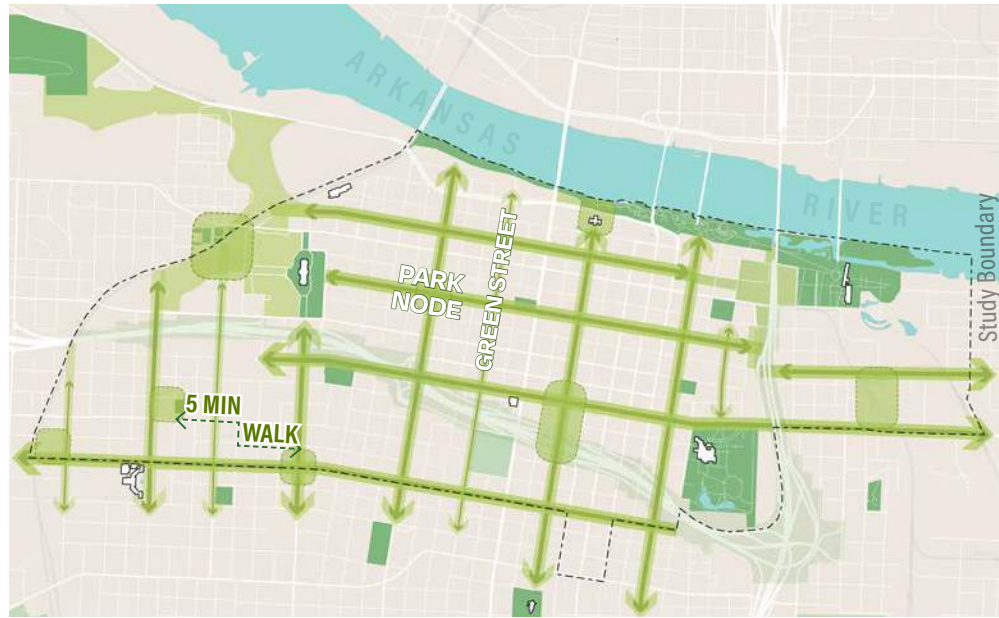 ARKANSAS
RIVER
Study Boundary
PARK
NODE
GREEN STREET
5 MIN
WALK